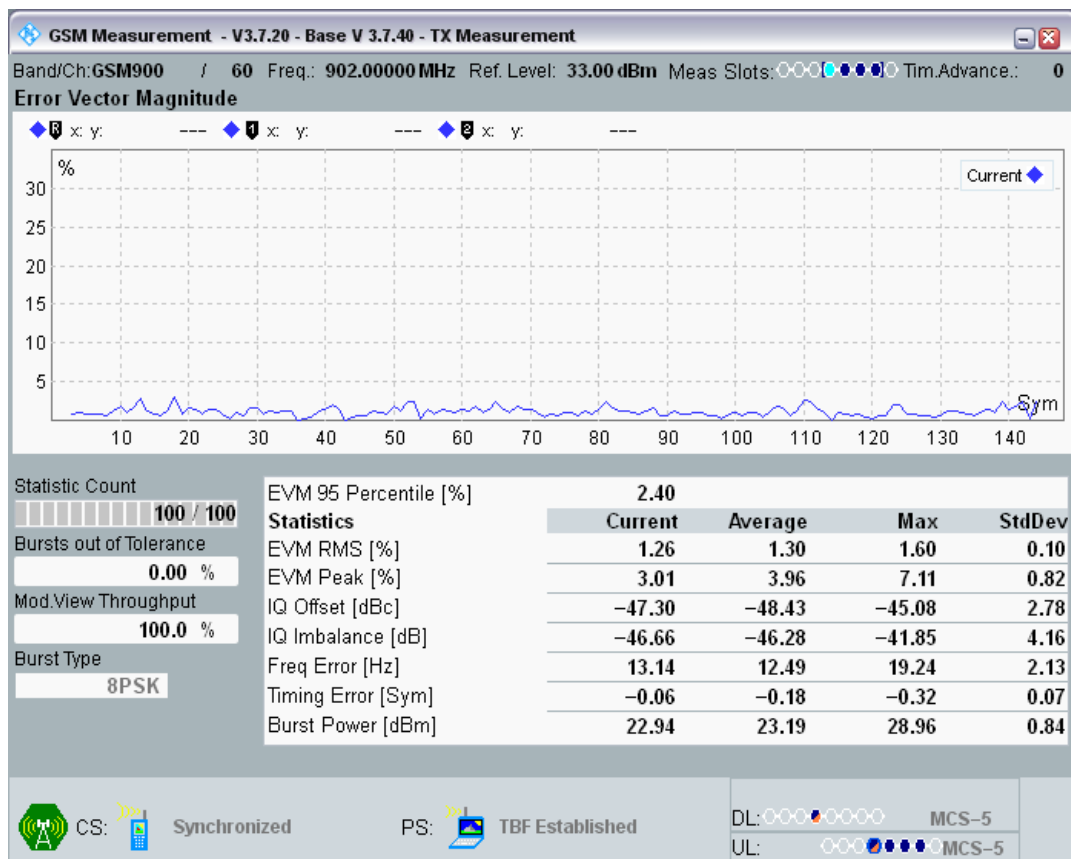 GSM Measurement - V3.7.20 - Base V 3.7.40 - TX Measurement
Band/Ch:GSM900 / 60 Freq.: 902.00000 MHz Ref. Level: 33.00 dBm Meas Slots: Tim.Advance.: 0
Error Vector Magnitude
R x: y: --- 1 x: y: --- 2 x: y: ---
%
Current
30
25
20
15
10
5
Sym
10 20 30 40 50 60 70 80 90 100 110 120 130 140
Statistic Count
100 / 100
Bursts out of Tolerance
0.00 %
Mod.View Throughput
100.0 %
Burst Type
8PSK
EVM 95 Percentile [%] 2.40
Statistics Current Average Max StdDev
EVM RMS [%] 1.26 1.30 1.60 0.10
EVM Peak [%] 3.01 3.96 7.11 0.82
IQ Offset [dBc] −47.30 −48.43 −45.08 2.78
IQ Imbalance [dB] −46.66 −46.28 −41.85 4.16
Freq Error [Hz] 13.14 12.49 19.24 2.13
Timing Error [Sym] −0.06 −0.18 −0.32 0.07
Burst Power [dBm] 22.94 23.19 28.96 0.84
CS: Synchronized PS: TBF Established
DL: MCS−5
UL: MCS−5